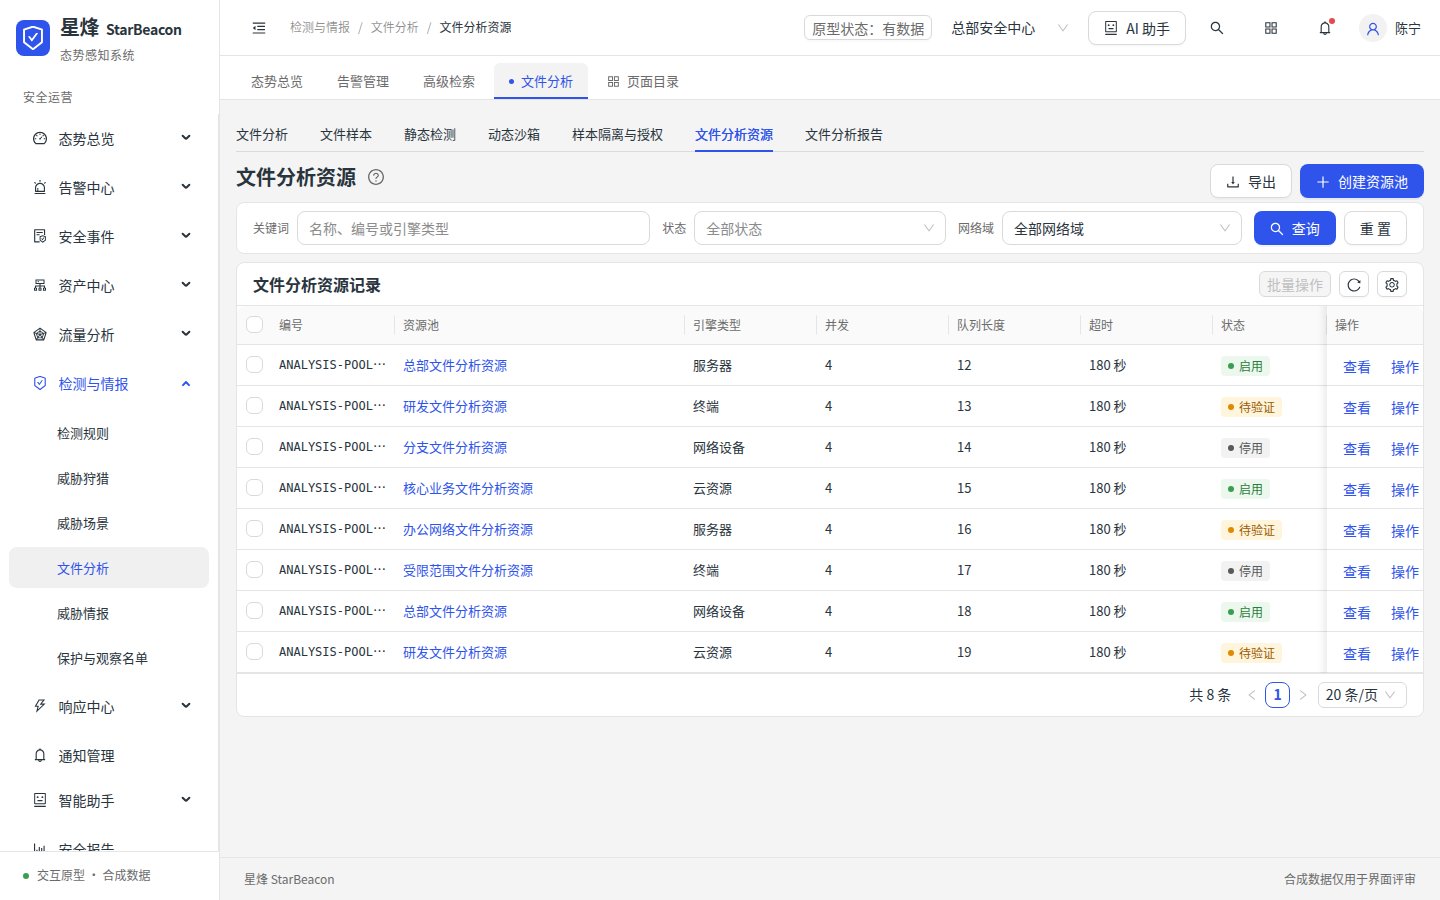 星烽 StarBeacon
态势感知系统
安全运营
态势总览
告警中心
安全事件
资产中心
流量分析
检测与情报
检测规则
威胁狩猎
威胁场景
文件分析
威胁情报
保护与观察名单
响应中心
通知管理
智能助手
安全报告
交互原型 · 合成数据
检测与情报 / 文件分析 / 文件分析资源
原型状态：有数据
总部安全中心
AI 助手
陈宁
态势总览 告警管理 高级检索 文件分析 页面目录
文件分析 文件样本 静态检测 动态沙箱 样本隔离与授权 文件分析资源 文件分析报告
文件分析资源
导出
创建资源池
关键词 名称、编号或引擎类型 状态 全部状态 网络域 全部网络域 查询 重 置
文件分析资源记录
批量操作
编号 资源池 引擎类型 并发 队列长度 超时 状态 操作
ANALYSIS-POOL··· 总部文件分析资源 服务器 4 12 180 秒 启用 查看 操作
ANALYSIS-POOL··· 研发文件分析资源 终端 4 13 180 秒 待验证 查看 操作
ANALYSIS-POOL··· 分支文件分析资源 网络设备 4 14 180 秒 停用 查看 操作
ANALYSIS-POOL··· 核心业务文件分析资源 云资源 4 15 180 秒 启用 查看 操作
ANALYSIS-POOL··· 办公网络文件分析资源 服务器 4 16 180 秒 待验证 查看 操作
ANALYSIS-POOL··· 受限范围文件分析资源 终端 4 17 180 秒 停用 查看 操作
ANALYSIS-POOL··· 总部文件分析资源 网络设备 4 18 180 秒 启用 查看 操作
ANALYSIS-POOL··· 研发文件分析资源 云资源 4 19 180 秒 待验证 查看 操作
共 8 条 1 20 条/页
星烽 StarBeacon
合成数据仅用于界面评审